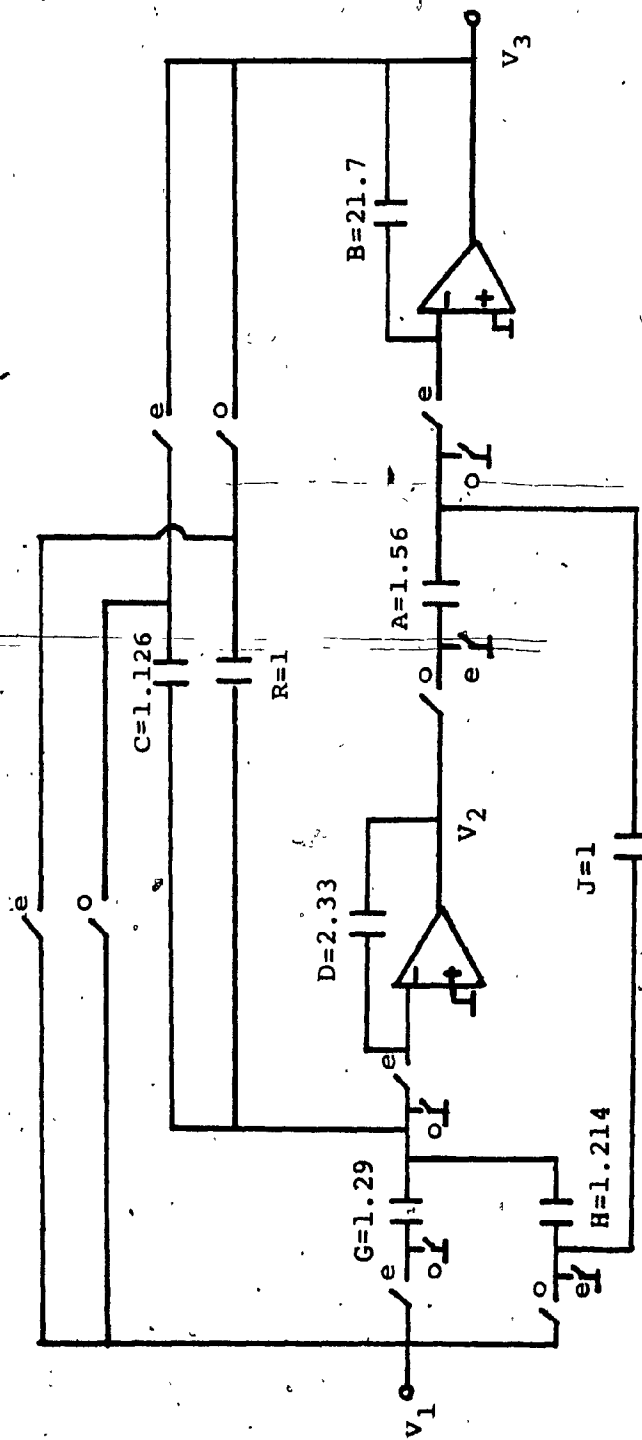 e
o
C=1.126
R=1
e
o
B=21.7
V3
D=2.33
V2
o
e
A=1.56
o
e
e
o
G=1.29
e
o
V1
o
e
H=1.214
J=1